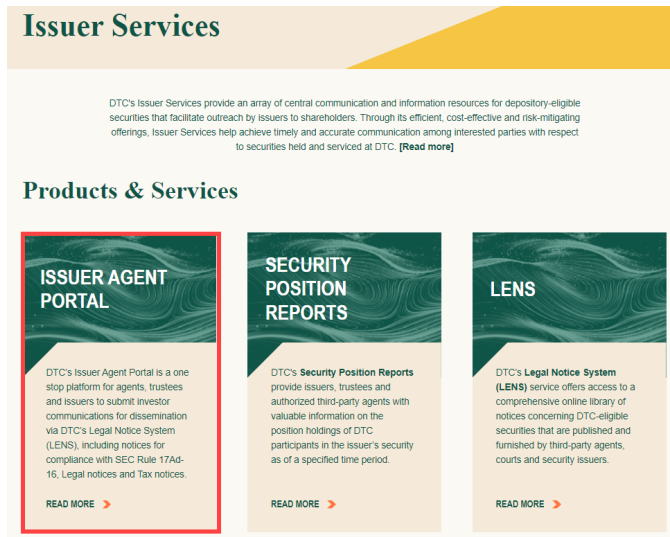 Issuer Services
DTC's Issuer Services provide an array of central communication and information resources for depository-eligible
securities that facilitate outreach by issuers to shareholders. Through its efficient, cost-effective and risk-mitigating
offerings, Issuer Services help achieve timely and accurate communication among interested parties with respect
to securities held and serviced at DTC. [Read more]
Products & Services
ISSUER AGENT
PORTAL
DTC's Issuer Agent Portal is a one
stop platform for agents, trustees
and issuers to submit investor
communications for dissemination
via DTC's Legal Notice System
(LENS), including notices for
compliance with SEC Rule 17Ad-
16, Legal notices and Tax notices.
READ MORE
SECURITY
POSITION
REPORTS
DTC's Security Position Reports
provide issuers, trustees and
authorized third-party agents with
valuable information on the
position holdings of DTC
participants in the issuer's security
as of a specified time period.
READ MORE
LENS
DTC's Legal Notice System
(LENS) service offers access to a
comprehensive online library of
notices concerning DTC-eligible
securities that are published and
furnished by third-party agents,
courts and security issuers.
READ MORE